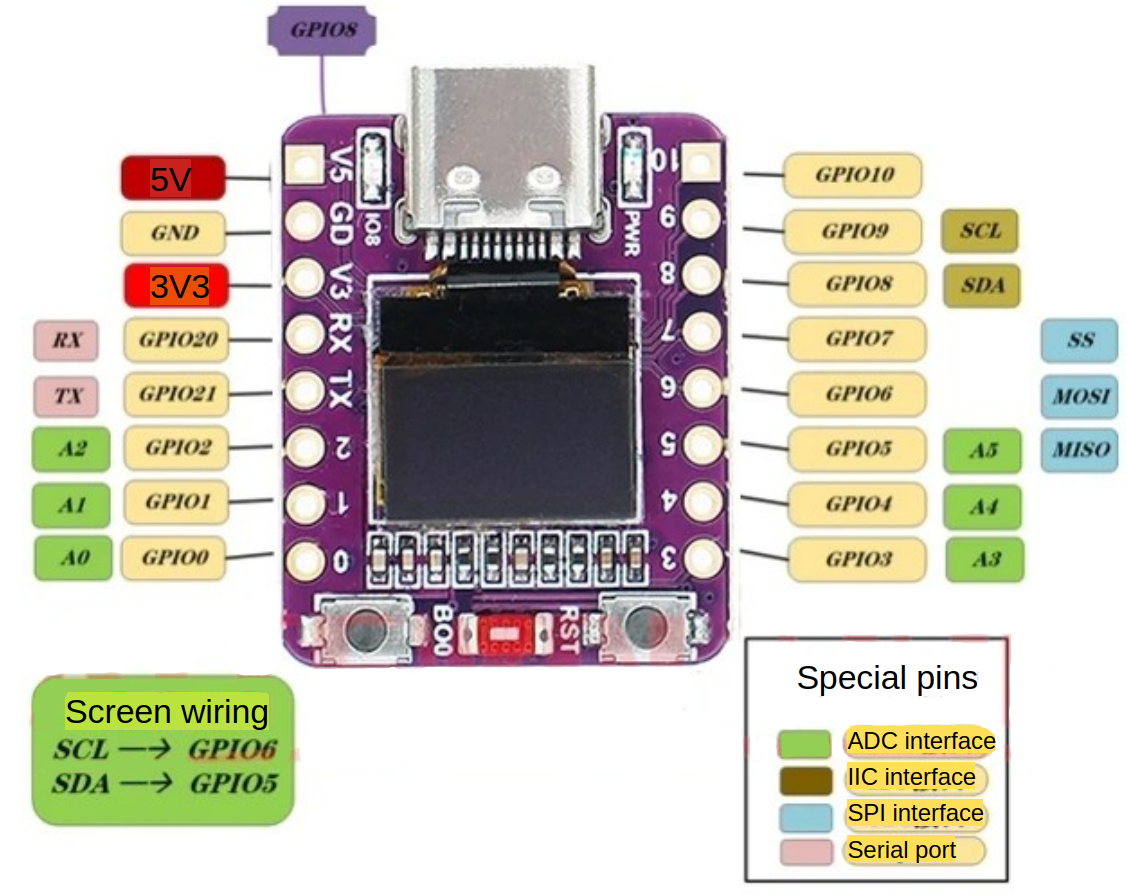 GPIO8
5V
GND
3V3
RX GPIO20
TX GPIO21
A2 GPIO2
A1 GPIO1
A0 GPIO0
V5
GD
V3
RX
TX
2
1
0
IO8
PWR
10
9
8
7
6
5
4
3
BO0
RST
GPIO10
GPIO9 SCL
GPIO8 SDA
GPIO7 SS
GPIO6 MOSI
GPIO5 A5 MISO
GPIO4 A4
GPIO3 A3
Screen wiring
SCL → GPIO6
SDA → GPIO5
Special pins
ADC interface
IIC interface
SPI interface
Serial port